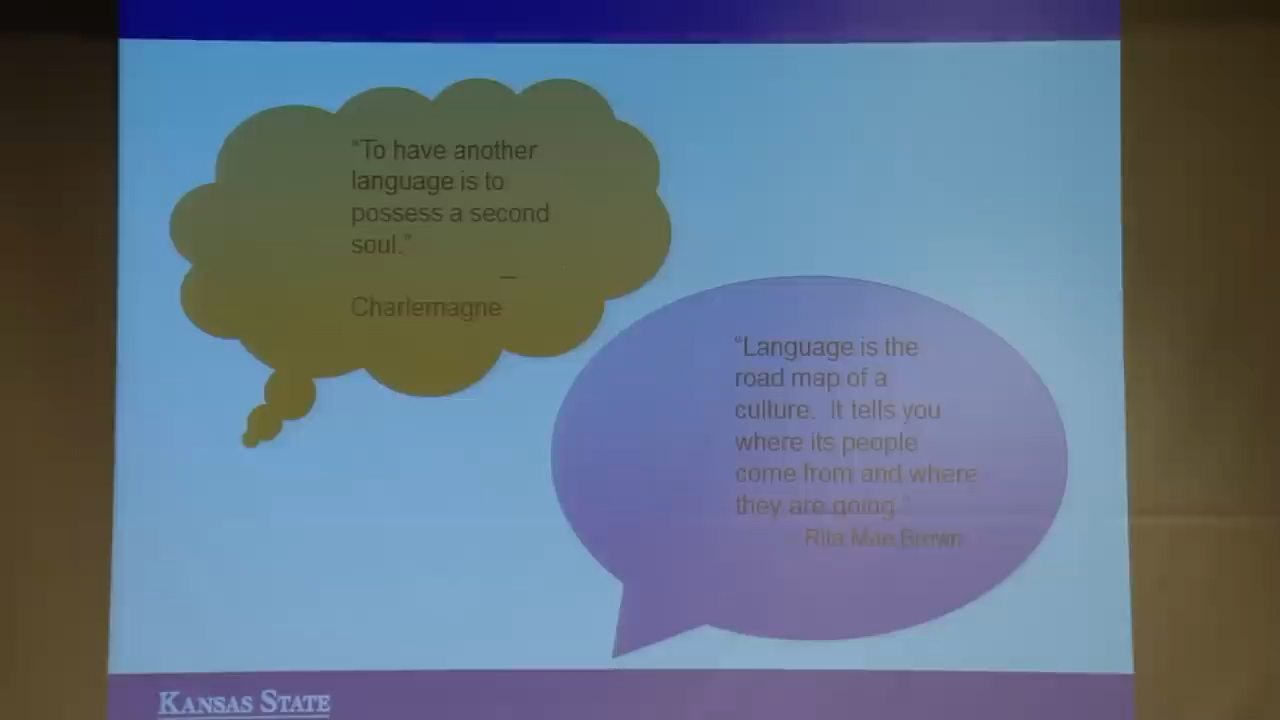 "To have another
language is to
possess a second
soul."
–
Charlemagne
"Language is the
road map of a
culture.  It tells you
where its people
come from and where
they are going."
- Rita Mae Brown
KANSAS STATE